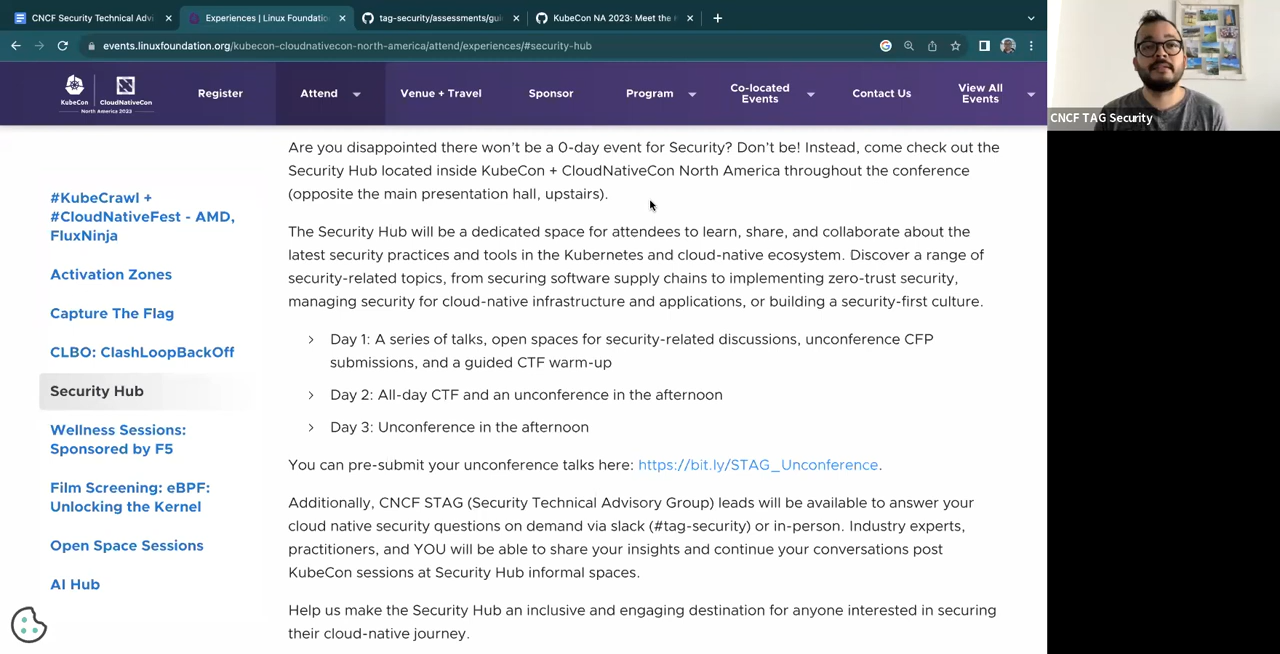 CNCF Security Technical Advi
Experiences | Linux Foundatio
tag-security/assessments/gui
KubeCon NA 2023: Meet the
events.linuxfoundation.org/kubecon-cloudnativecon-north-america/attend/experiences/#security-hub
KubeCon
CloudNativeCon
North America 2023
Register
Attend
Venue + Travel
Sponsor
Program
Co-located
Events
Contact Us
View All
Events
CNCF TAG Security
#KubeCrawl +
#CloudNativeFest - AMD,
FluxNinja
Activation Zones
Capture The Flag
CLBO: ClashLoopBackOff
Security Hub
Wellness Sessions:
Sponsored by F5
Film Screening: eBPF:
Unlocking the Kernel
Open Space Sessions
AI Hub
Are you disappointed there won't be a 0-day event for Security? Don't be! Instead, come check out the
Security Hub located inside KubeCon + CloudNativeCon North America throughout the conference
(opposite the main presentation hall, upstairs).
The Security Hub will be a dedicated space for attendees to learn, share, and collaborate about the
latest security practices and tools in the Kubernetes and cloud-native ecosystem. Discover a range of
security-related topics, from securing software supply chains to implementing zero-trust security,
managing security for cloud-native infrastructure and applications, or building a security-first culture.
Day 1: A series of talks, open spaces for security-related discussions, unconference CFP
submissions, and a guided CTF warm-up
Day 2: All-day CTF and an unconference in the afternoon
Day 3: Unconference in the afternoon
You can pre-submit your unconference talks here: https://bit.ly/STAG_Unconference.
Additionally, CNCF STAG (Security Technical Advisory Group) leads will be available to answer your
cloud native security questions on demand via slack (#tag-security) or in-person. Industry experts,
practitioners, and YOU will be able to share your insights and continue your conversations post
KubeCon sessions at Security Hub informal spaces.
Help us make the Security Hub an inclusive and engaging destination for anyone interested in securing
their cloud-native journey.